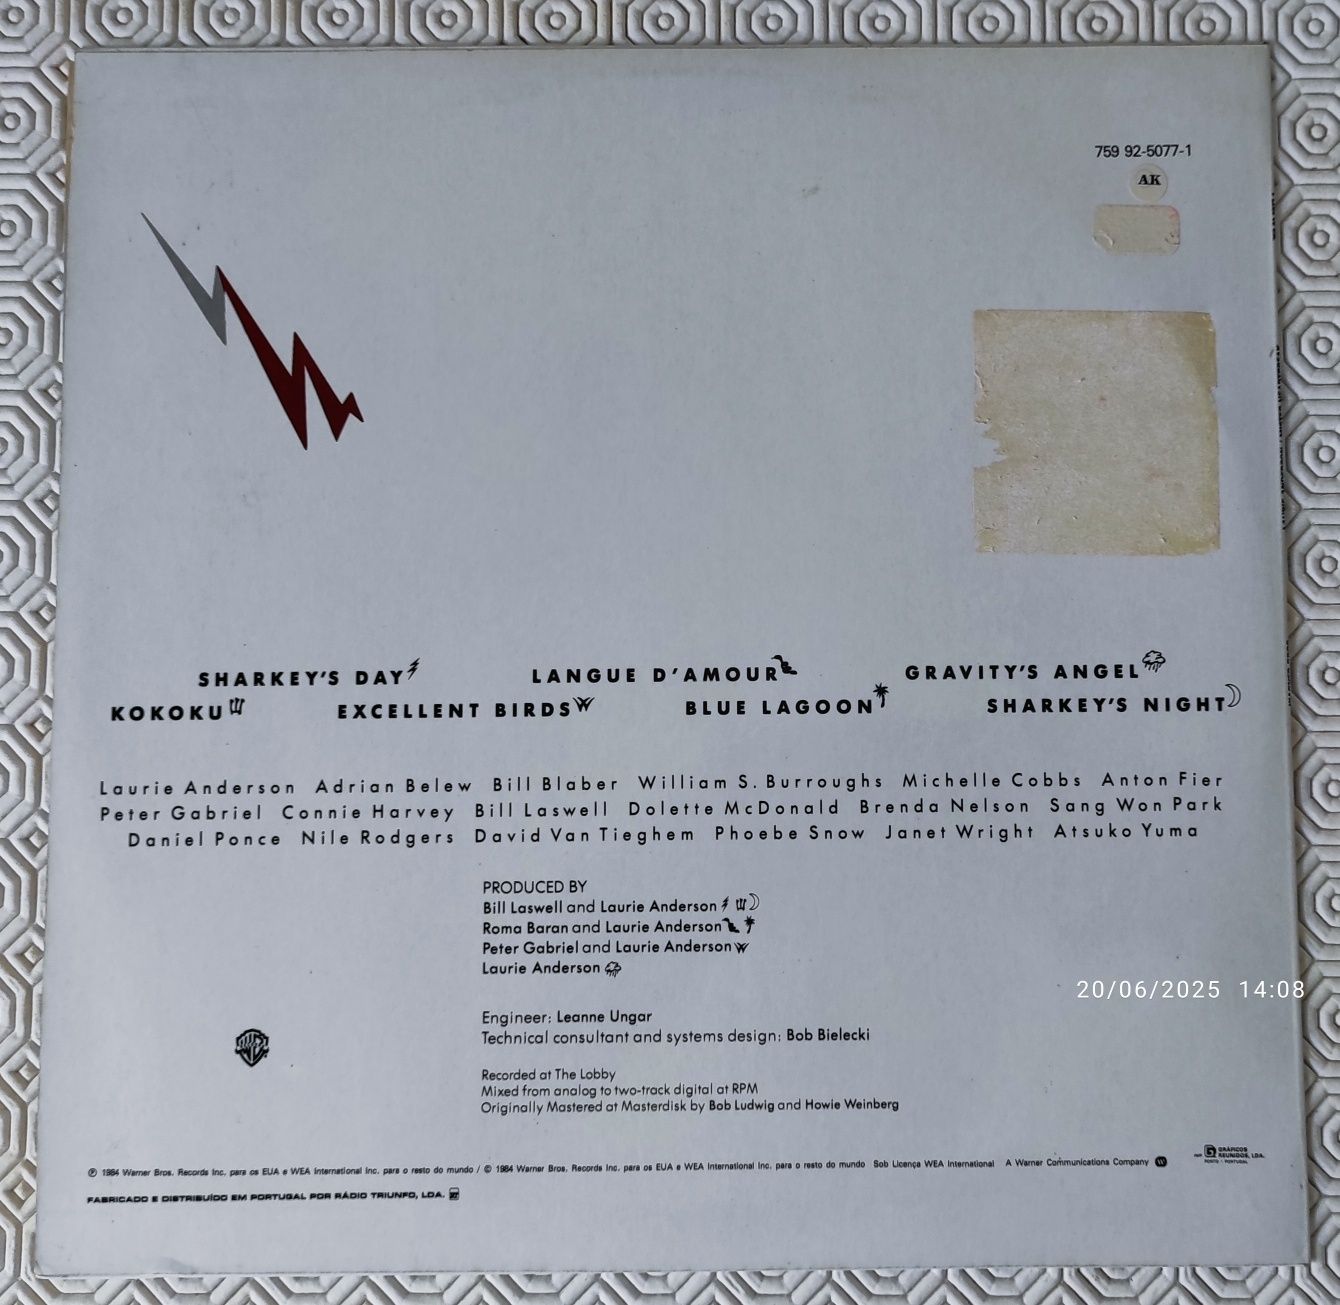 759 92-5077-1
AK
SHARKEY'S DAY LANGUE D'AMOUR GRAVITY'S ANGEL
KOKOKU EXCELLENT BIRDS BLUE LAGOON SHARKEY'S NIGHT
Laurie Anderson Adrian Belew Bill Blaber William S. Burroughs Michelle Cobbs Anton Fier
Peter Gabriel Connie Harvey Bill Laswell Dolette McDonald Brenda Nelson Sang Won Park
Daniel Ponce Nile Rodgers David Van Tieghem Phoebe Snow Janet Wright Atsuko Yuma
PRODUCED BY
Bill Laswell and Laurie Anderson
Roma Baran and Laurie Anderson
Peter Gabriel and Laurie Anderson
Laurie Anderson
20/06/2025 14:08
Engineer: Leanne Ungar
Technical consultant and systems design: Bob Bielecki
Recorded at The Lobby
Mixed from analog to two-track digital at RPM
Originally Mastered at Masterdisk by Bob Ludwig and Howie Weinberg
℗ 1984 Warner Bros. Records Inc. para os EUA e WEA International Inc. para o resto do mundo / © 1984 Warner Bros. Records Inc. para os EUA e WEA International Inc. para o resto do mundo Sob Licença WEA International A Warner Communications Company
GRÁFICOS
REUNIDOS, LDA.
PORTO - PORTUGAL
FABRICADO E DISTRIBUÍDO EM PORTUGAL POR RÁDIO TRIUNFO, LDA.